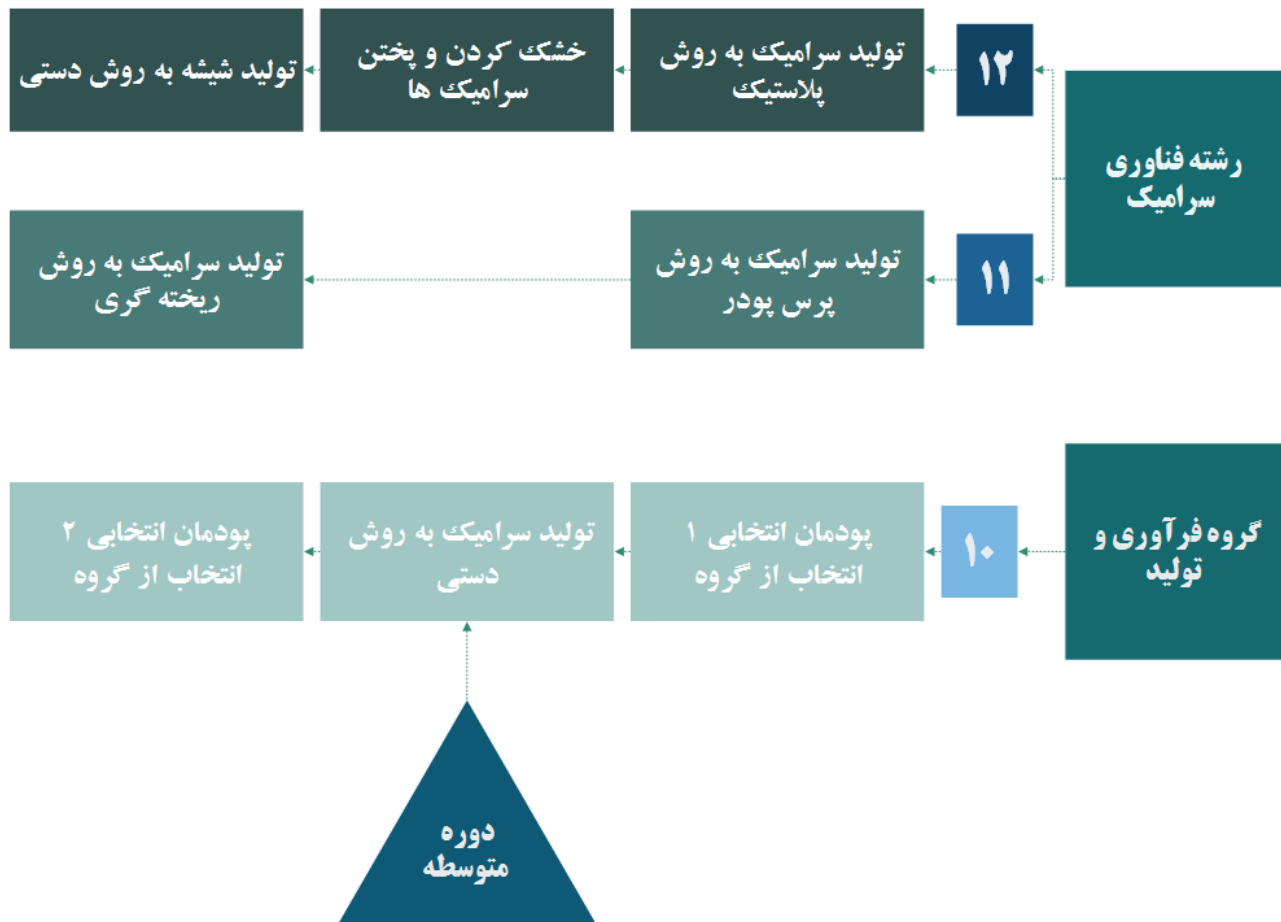 رشته فناوری
سرامیک
۱۲
تولید سرامیک به روش
پلاستیک
خشک کردن و پختن
سرامیک ها
تولید شیشه به روش دستی
۱۱
تولید سرامیک به روش
پرس پودر
تولید سرامیک به روش
ریخته گری
گروه فرآوری و
تولید
۱۰
پودمان انتخابی ۱
انتخاب از گروه
تولید سرامیک به روش
دستی
پودمان انتخابی ۲
انتخاب از گروه
دوره
متوسطه